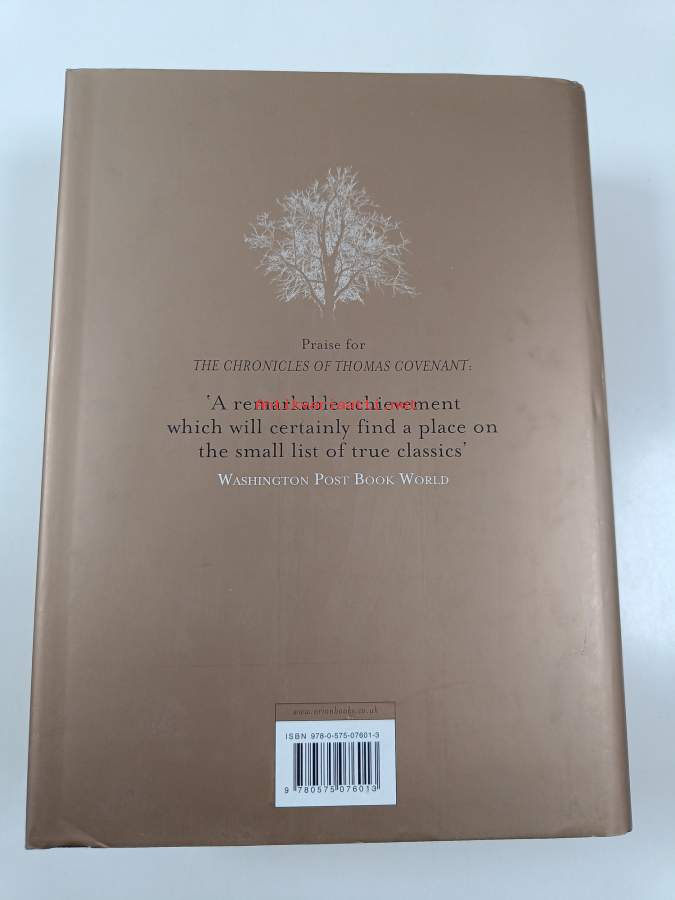 Praise for
THE CHRONICLES OF THOMAS COVENANT:
'A remarkable achievement
which will certainly find a place on
the small list of true classics'
WASHINGTON POST BOOK WORLD
www.orionbooks.co.uk
ISBN 978-0-575-07601-3
9 780575 076013